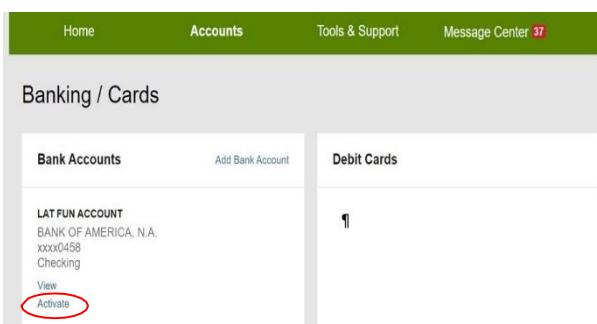 Home Accounts Tools & Support Message Center 37
Banking / Cards
Bank Accounts Add Bank Account
Debit Cards
LAT FUN ACCOUNT
BANK OF AMERICA, N.A.
xxxx0458
Checking
View
Activate
¶